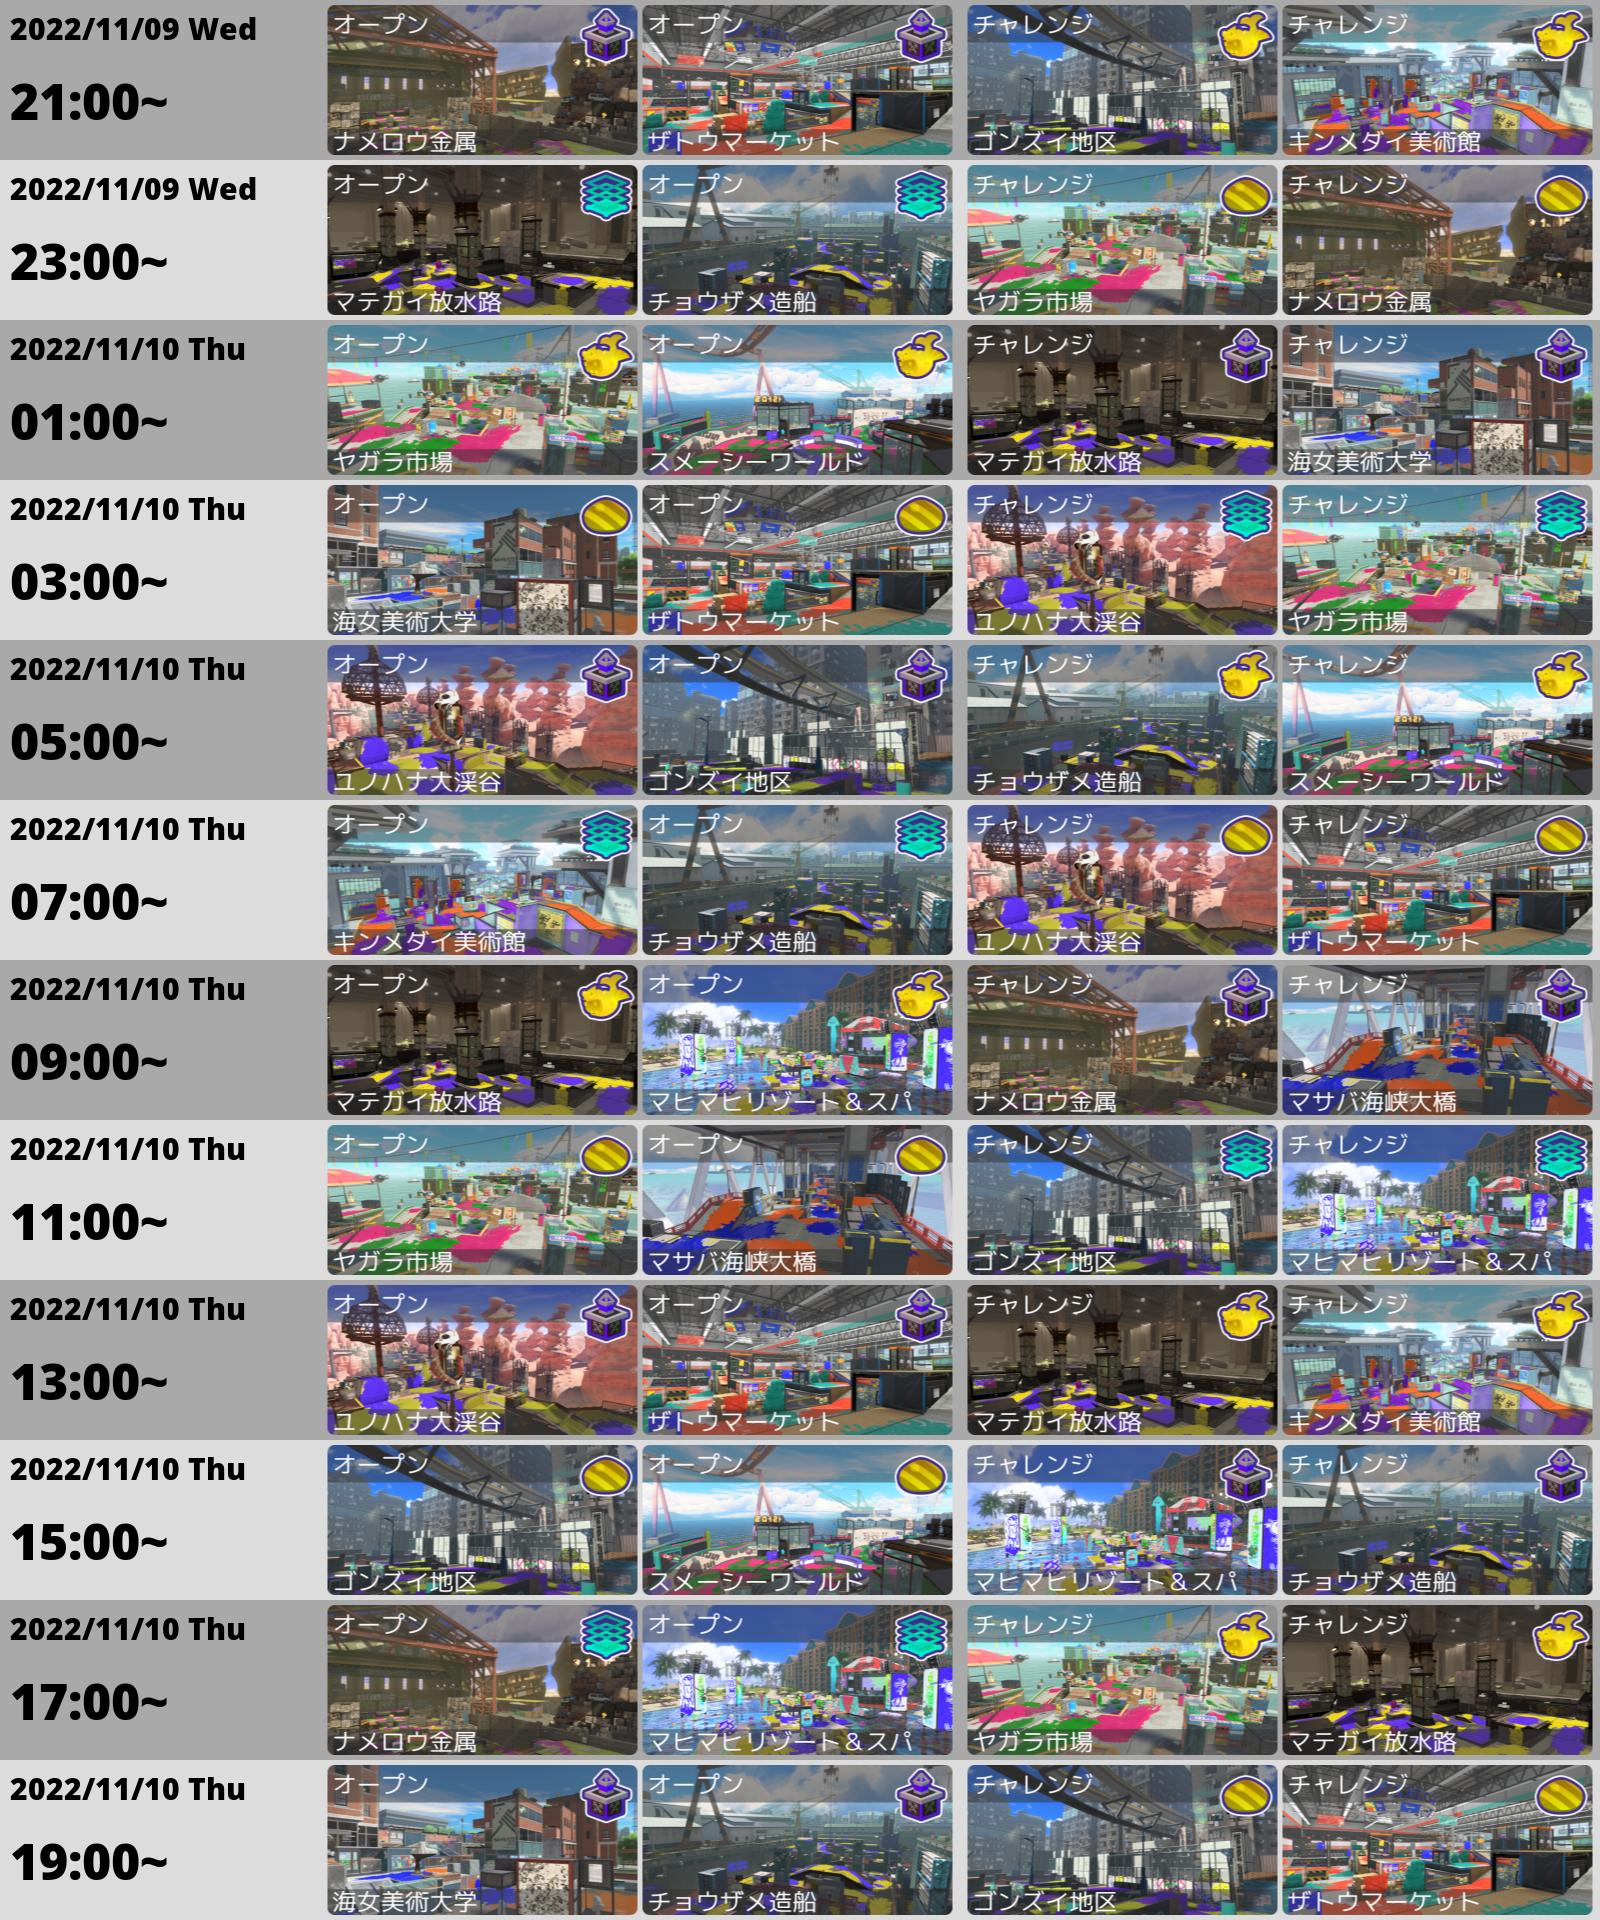 2022/11/09 Wed
21:00~
オープン
ナメロウ金属
オープン
ザトウマーケット
チャレンジ
ゴンズイ地区
チャレンジ
キンメダイ美術館
2022/11/09 Wed
23:00~
オープン
マテガイ放水路
オープン
チョウザメ造船
チャレンジ
ヤガラ市場
チャレンジ
ナメロウ金属
2022/11/10 Thu
01:00~
オープン
ヤガラ市場
オープン
スメーシーワールド
チャレンジ
マテガイ放水路
チャレンジ
海女美術大学
2022/11/10 Thu
03:00~
オープン
海女美術大学
オープン
ザトウマーケット
チャレンジ
ユノハナ大渓谷
チャレンジ
ヤガラ市場
2022/11/10 Thu
05:00~
オープン
ユノハナ大渓谷
オープン
ゴンズイ地区
チャレンジ
チョウザメ造船
チャレンジ
スメーシーワールド
2022/11/10 Thu
07:00~
オープン
キンメダイ美術館
オープン
チョウザメ造船
チャレンジ
ユノハナ大渓谷
チャレンジ
ザトウマーケット
2022/11/10 Thu
09:00~
オープン
マテガイ放水路
オープン
マヒマヒリゾート＆スパ
チャレンジ
ナメロウ金属
チャレンジ
マサバ海峡大橋
2022/11/10 Thu
11:00~
オープン
ヤガラ市場
オープン
マサバ海峡大橋
チャレンジ
ゴンズイ地区
チャレンジ
マヒマヒリゾート＆スパ
2022/11/10 Thu
13:00~
オープン
ユノハナ大渓谷
オープン
ザトウマーケット
チャレンジ
マテガイ放水路
チャレンジ
キンメダイ美術館
2022/11/10 Thu
15:00~
オープン
ゴンズイ地区
オープン
スメーシーワールド
チャレンジ
マヒマヒリゾート＆スパ
チャレンジ
チョウザメ造船
2022/11/10 Thu
17:00~
オープン
ナメロウ金属
オープン
マヒマヒリゾート＆スパ
チャレンジ
ヤガラ市場
チャレンジ
マテガイ放水路
2022/11/10 Thu
19:00~
オープン
海女美術大学
オープン
チョウザメ造船
チャレンジ
ゴンズイ地区
チャレンジ
ザトウマーケット